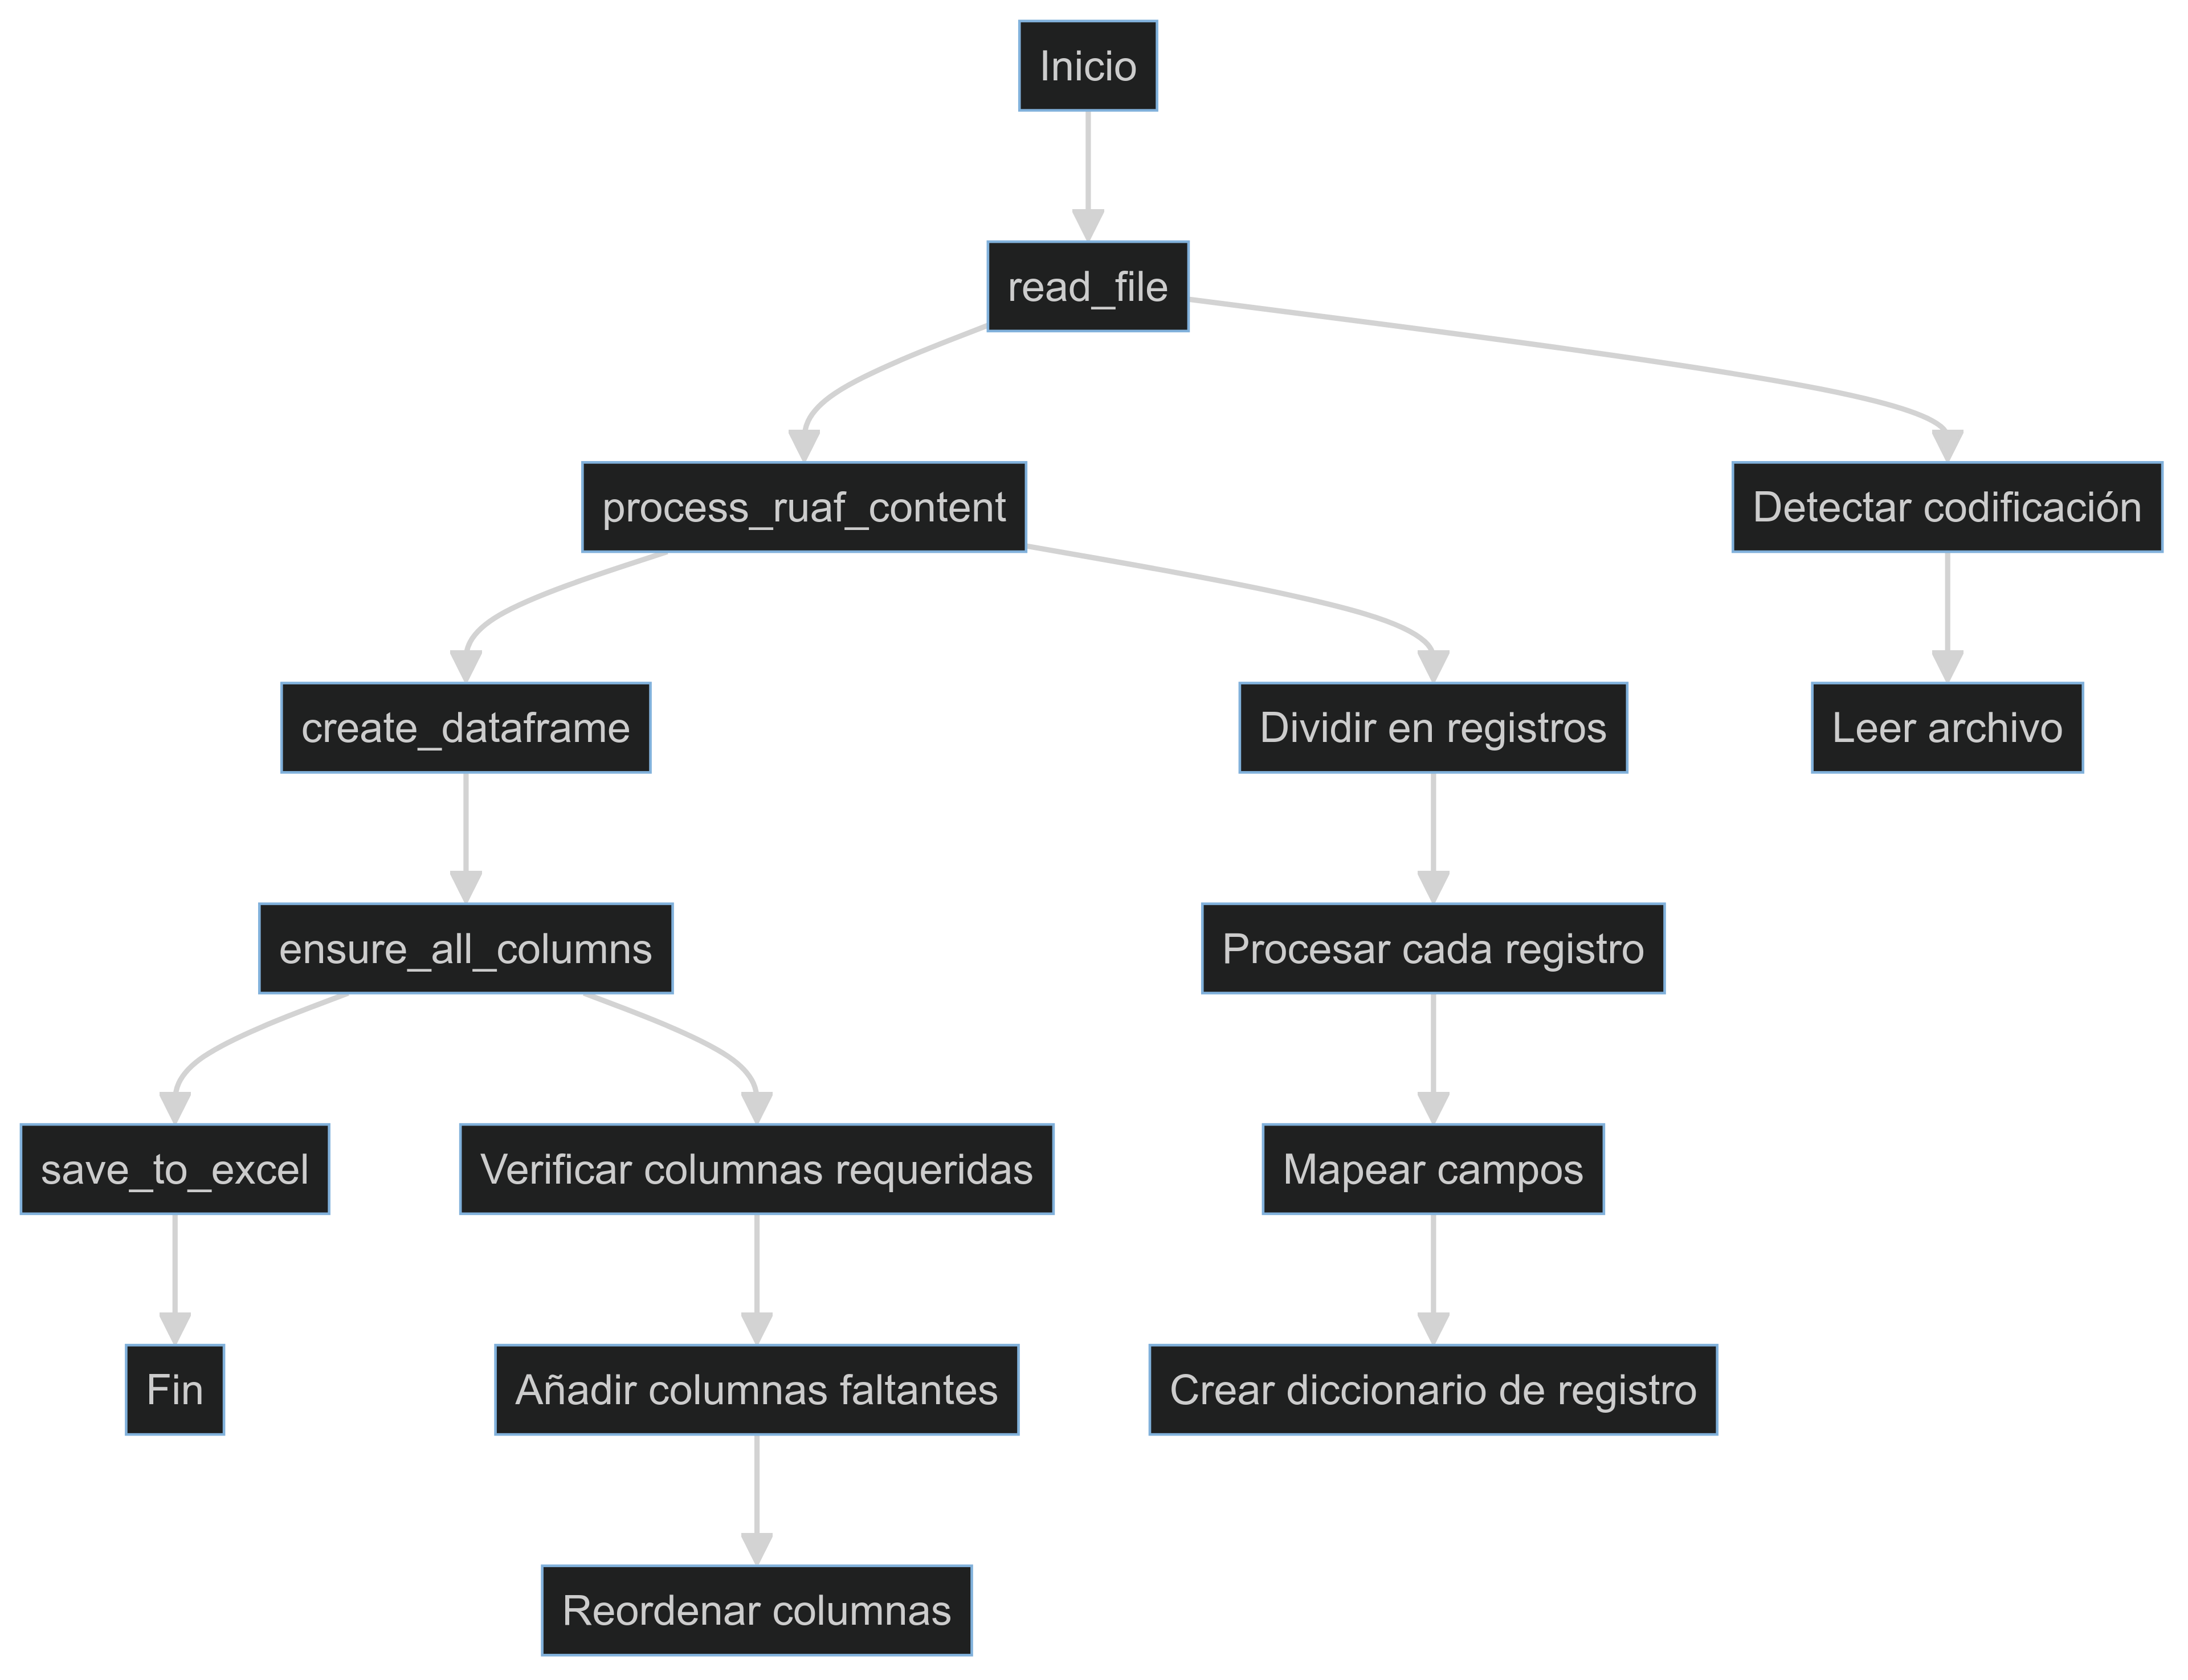 Inicio
read_file
process_ruaf_content
Detectar codificación
create_dataframe
Dividir en registros
Leer archivo
ensure_all_columns
Procesar cada registro
save_to_excel
Verificar columnas requeridas
Mapear campos
Fin
Añadir columnas faltantes
Crear diccionario de registro
Reordenar columnas